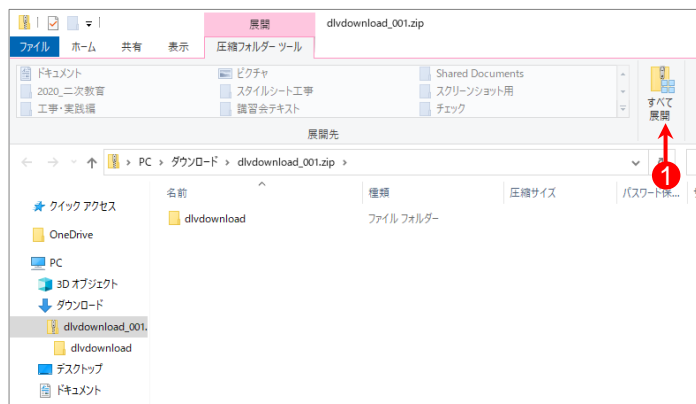 展開
dlvdownload_001.zip
ファイル ホーム 共有 表示 圧縮フォルダー ツール
ドキュメント ピクチャ Shared Documents
2020_二次教育 スタイルシート工事 スクリーンショット用
工事・実践編 講習会テキスト チェック
すべて
展開
展開先
1
PC › ダウンロード › dlvdownload_001.zip ›
名前 種類 圧縮サイズ パスワード保...
クイック アクセス
dlvdownload ファイル フォルダー
OneDrive
PC
3D オブジェクト
ダウンロード
dlvdownload_001.
dlvdownload
デスクトップ
ドキュメント